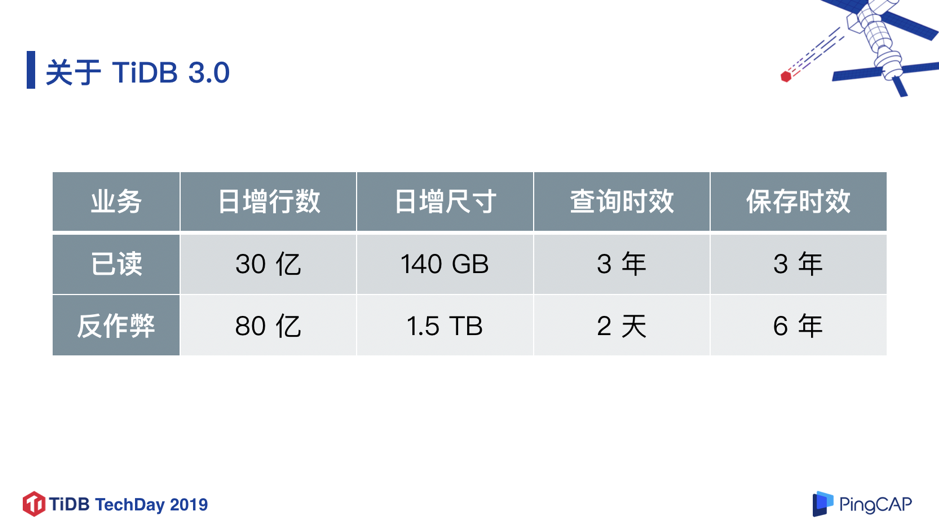 关于 TiDB 3.0
业务 日增行数 日增尺寸 查询时效 保存时效
已读 30 亿 140 GB 3 年 3 年
反作弊 80 亿 1.5 TB 2 天 6 年
TiDB TechDay 2019
PingCAP